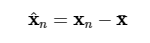 x̂ₙ = xₙ − x̄